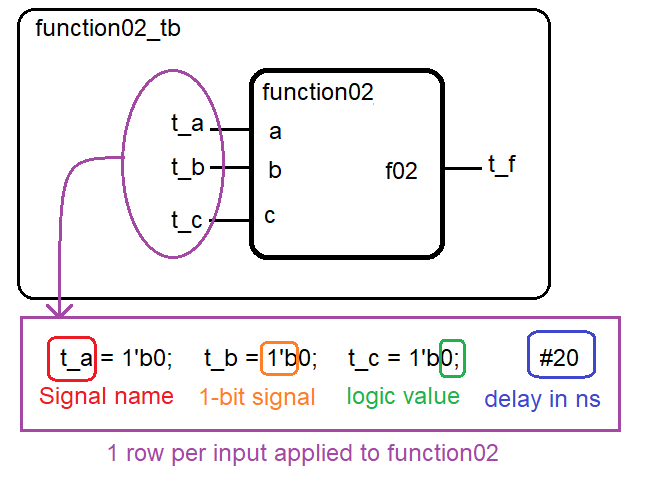 function02_tb
function02
t_a
a
t_b
b
f02
t_f
t_c
c
t_a = 1'b0; t_b = 1'b0; t_c = 1'b0; #20
Signal name 1-bit signal logic value delay in ns
1 row per input applied to function02